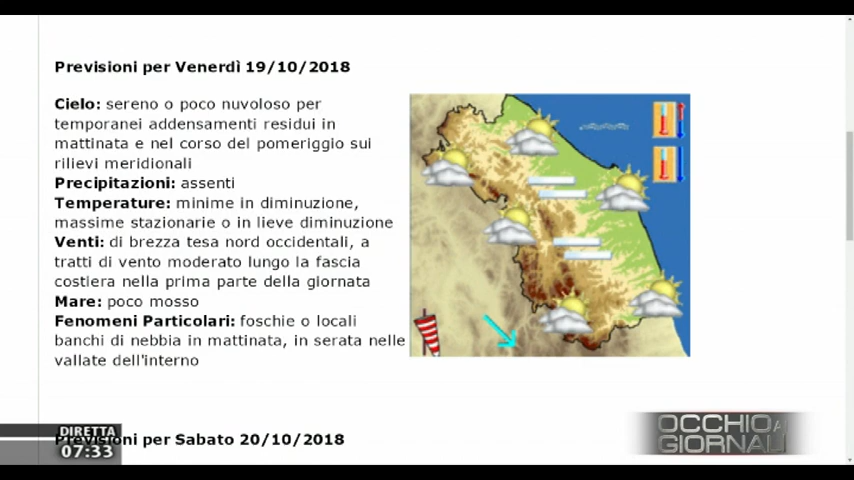 Previsioni per Venerdì 19/10/2018
Cielo: sereno o poco nuvoloso per
temporanei addensamenti residui in
mattinata e nel corso del pomeriggio sui
rilievi meridionali
Precipitazioni: assenti
Temperature: minime in diminuzione,
massime stazionarie o in lieve diminuzione
Venti: di brezza tesa nord occidentali, a
tratti di vento moderato lungo la fascia
costiera nella prima parte della giornata
Mare: poco mosso
Fenomeni Particolari: foschie o locali
banchi di nebbia in mattinata, in serata nelle
vallate dell'interno
Previsioni per Sabato 20/10/2018
DIRETTA
07:33
OCCHIO AI
GIORNALI